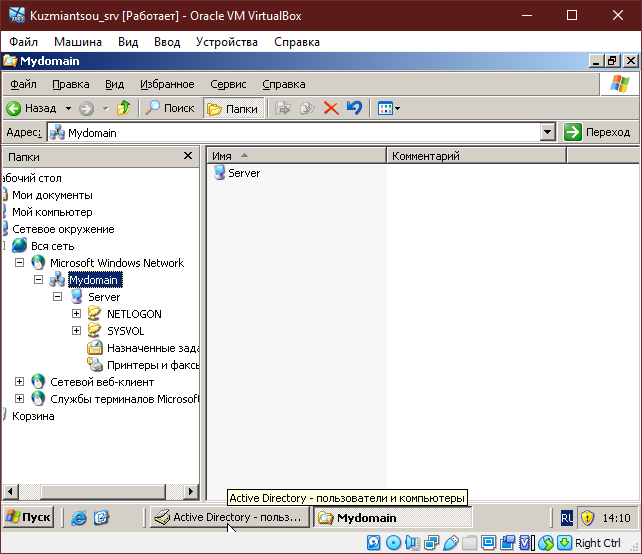 Kuzmiantsou_srv [Работает] - Oracle VM VirtualBox
Файл Машина Вид Ввод Устройства Справка
Mydomain
Файл Правка Вид Избранное Сервис Справка
Назад Поиск Папки
Адрес: Mydomain Переход
Папки
Имя Комментарий
абочий стол
Server
Мои документы
Мой компьютер
Сетевое окружение
Вся сеть
Microsoft Windows Network
Mydomain
Server
NETLOGON
SYSVOL
Назначенные зада
Принтеры и факсы
Сетевой веб-клиент
Службы терминалов Microsoft
Корзина
Active Directory - пользователи и компьютеры
Пуск Active Directory - польз... Mydomain RU 14:10
Right Ctrl